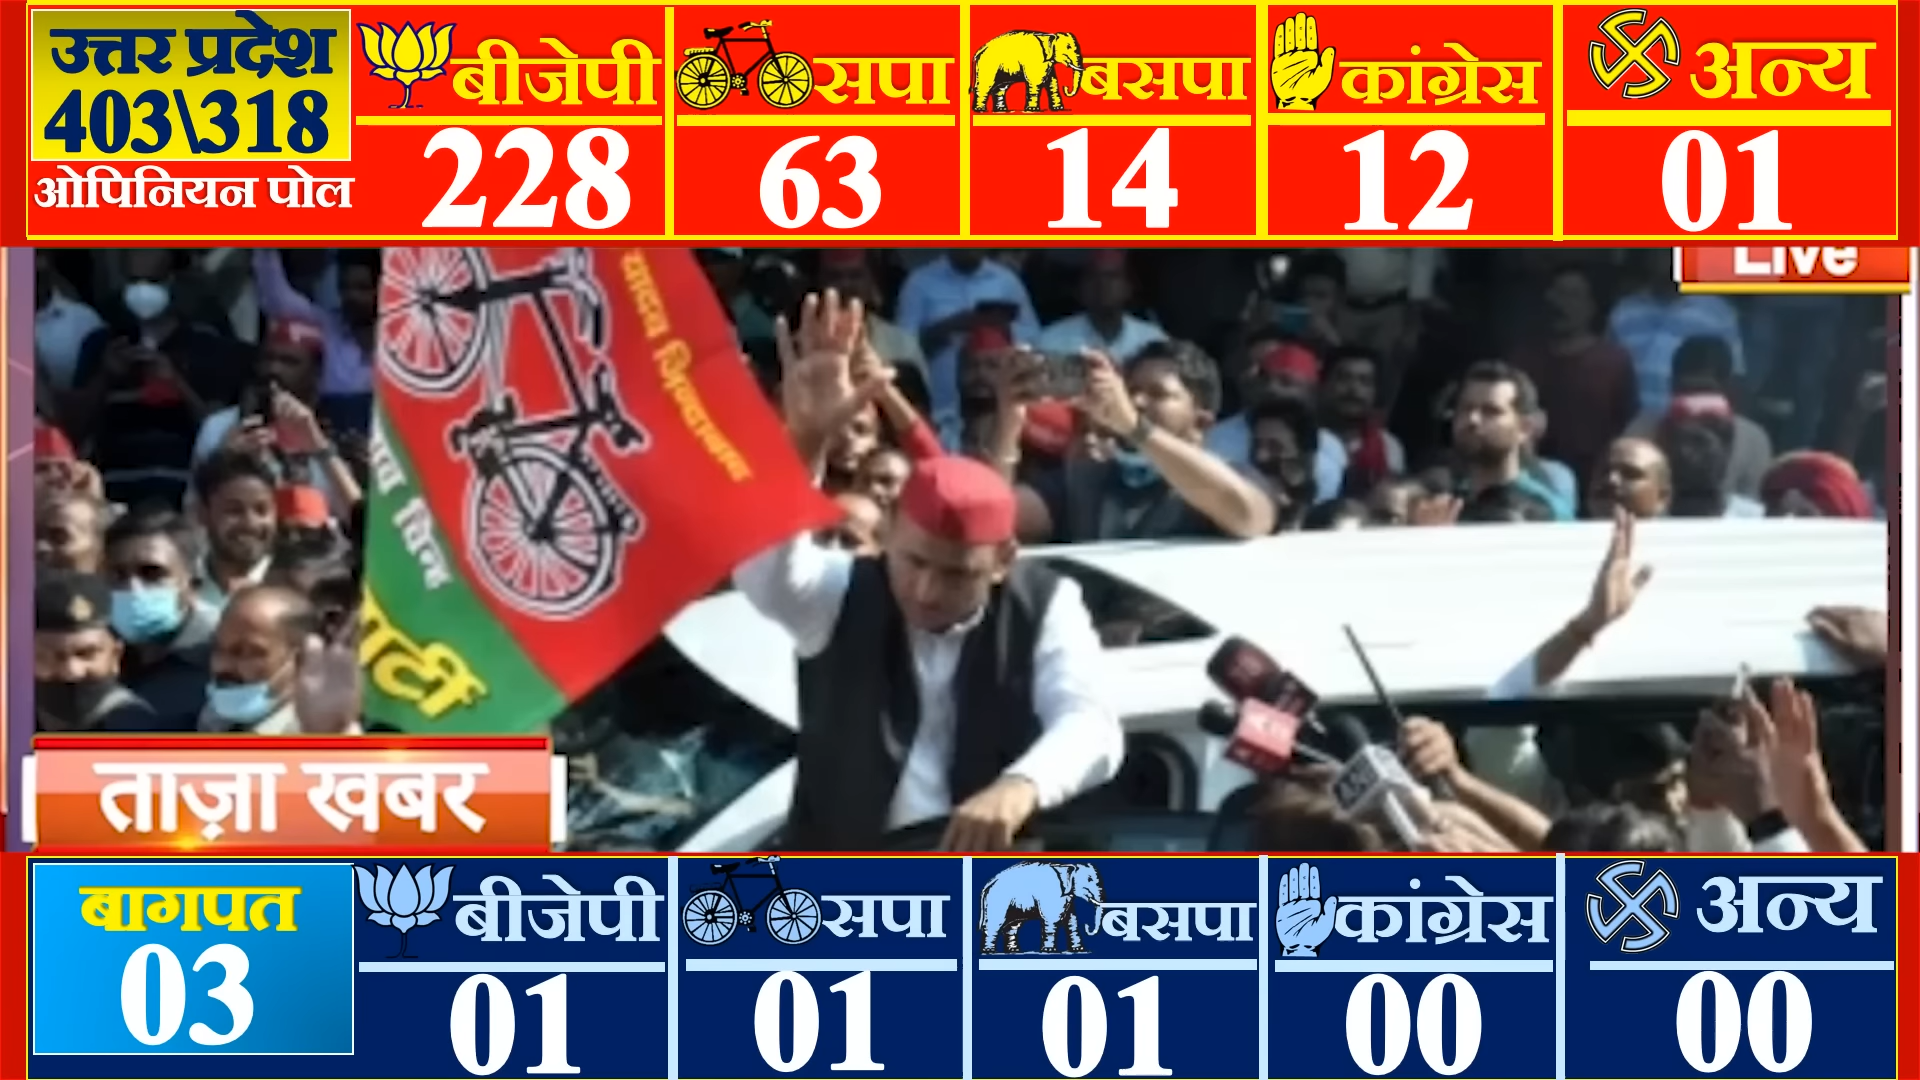 उत्तर प्रदेश
403\318
ओपिनियन पोल
बीजेपी
228
सपा
63
बसपा
14
कांग्रेस
12
अन्य
01
Live
चिन्ह
ताज़ा खबर
बागपत
03
बीजेपी
01
सपा
01
बसपा
01
कांग्रेस
00
अन्य
00